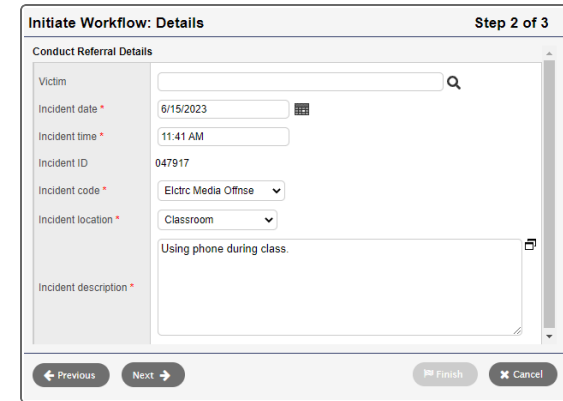 Initiate Workflow: Details Step 2 of 3
Conduct Referral Details
Victim
Incident date * 6/15/2023
Incident time * 11:41 AM
Incident ID 047917
Incident code * Elctrc Media Offnse
Incident location * Classroom
Using phone during class.
Incident description *
Previous Next Finish Cancel